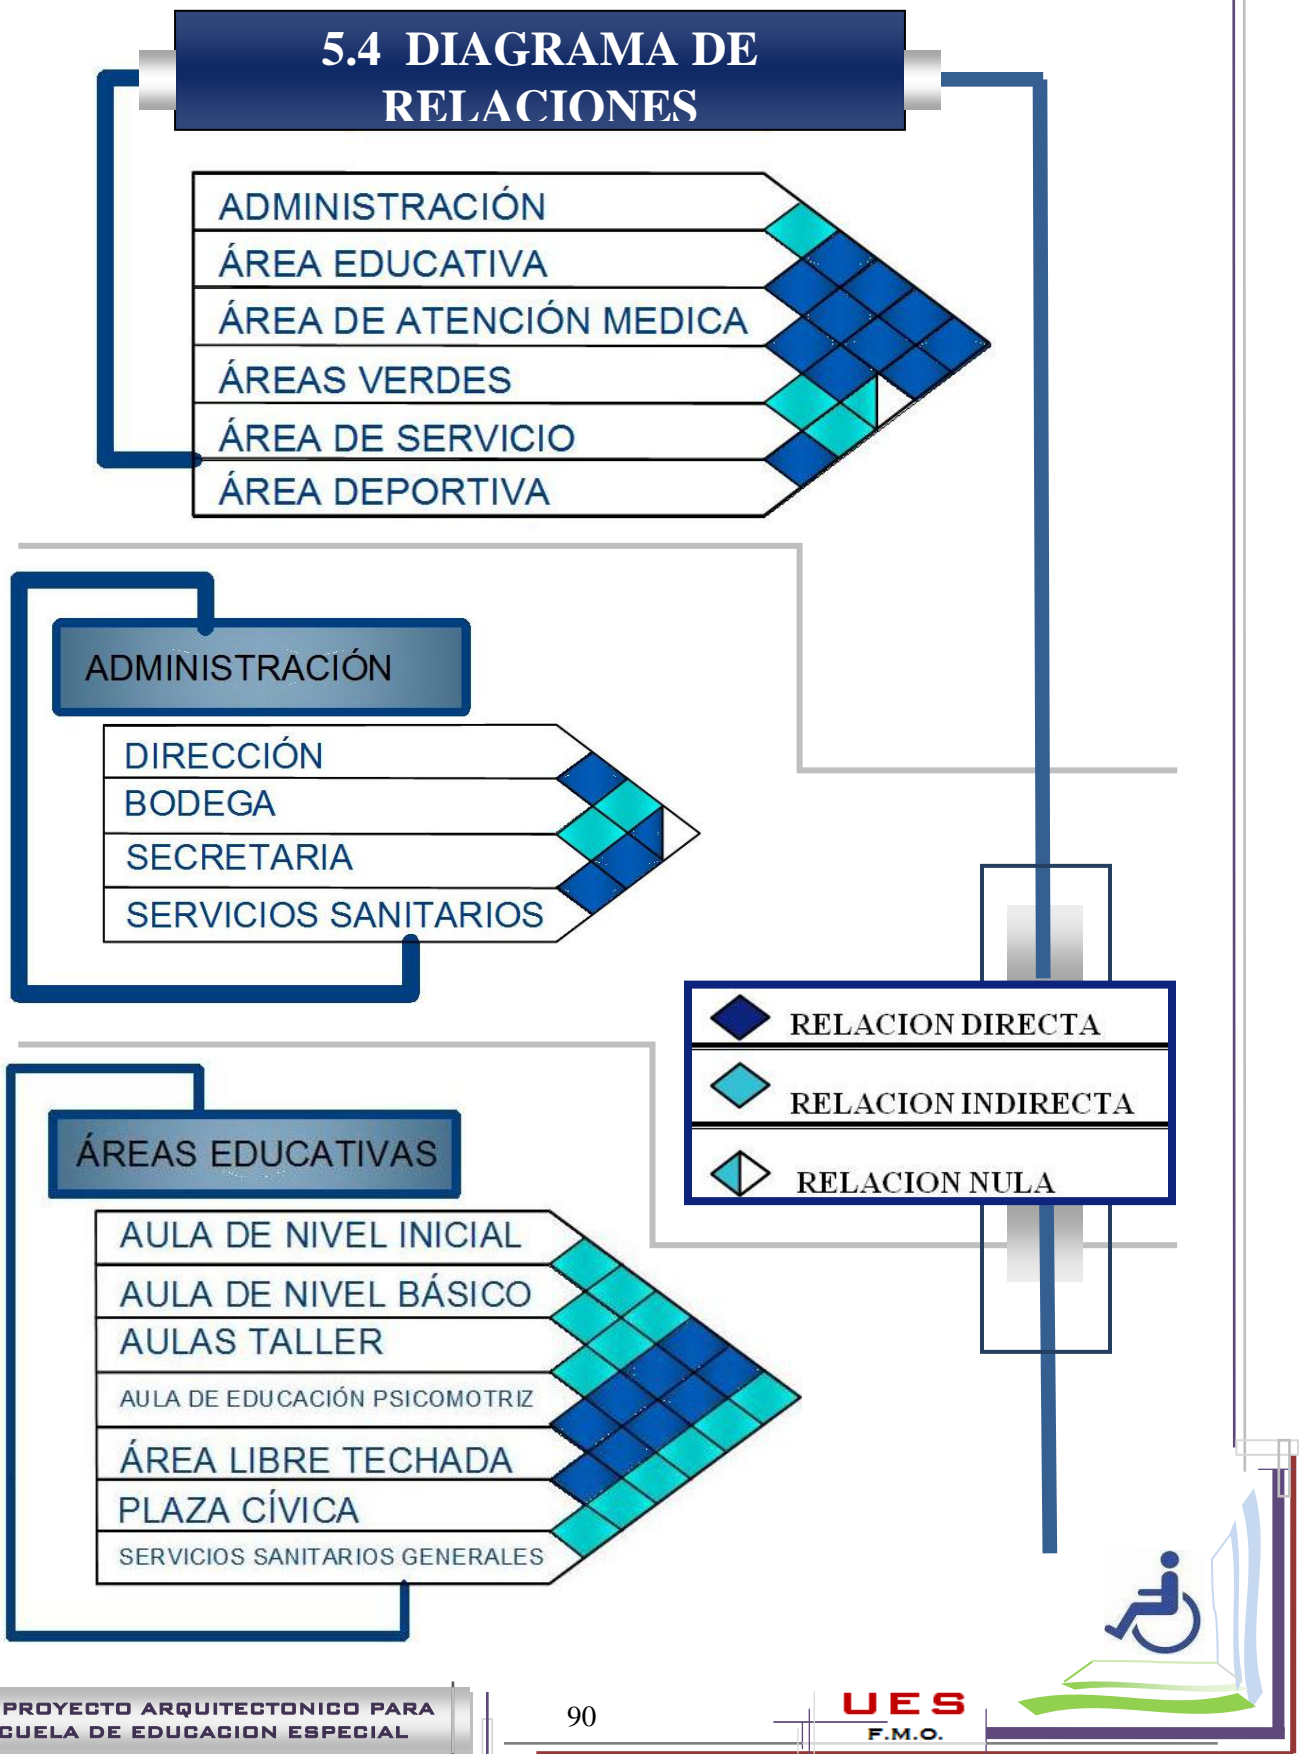 5.4 DIAGRAMA DE
RELACIONES
ADMINISTRACIÓN
ÁREA EDUCATIVA
ÁREA DE ATENCIÓN MEDICA
ÁREAS VERDES
ÁREA DE SERVICIO
ÁREA DEPORTIVA
ADMINISTRACIÓN
DIRECCIÓN
BODEGA
SECRETARIA
SERVICIOS SANITARIOS
RELACION DIRECTA
RELACION INDIRECTA
RELACION NULA
ÁREAS EDUCATIVAS
AULA DE NIVEL INICIAL
AULA DE NIVEL BÁSICO
AULAS TALLER
AULA DE EDUCACIÓN PSICOMOTRIZ
ÁREA LIBRE TECHADA
PLAZA CÍVICA
SERVICIOS SANITARIOS GENERALES
PROYECTO ARQUITECTONICO PARA
CUELA DE EDUCACION ESPECIAL
90
UES
F.M.O.